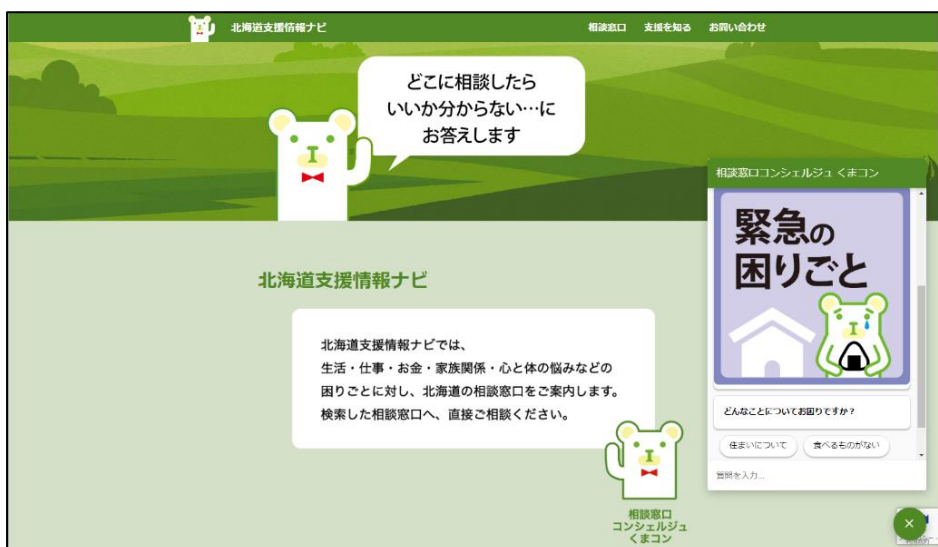 北海道支援情報ナビ
相談窓口
支援を知る
お問い合わせ
どこに相談したら
いいか分からない…に
お答えします
北海道支援情報ナビ
北海道支援情報ナビでは、
生活・仕事・お金・家族関係・心と体の悩みなどの
困りごとに対し、北海道の相談窓口をご案内します。
検索した相談窓口へ、直接ご相談ください。
相談窓口
コンシェルジュ
くまコン
相談窓口コンシェルジュ くまコン
緊急の
困りごと
どんなことについてお困りですか？
住まいについて
食べるものがない
質問を入力...